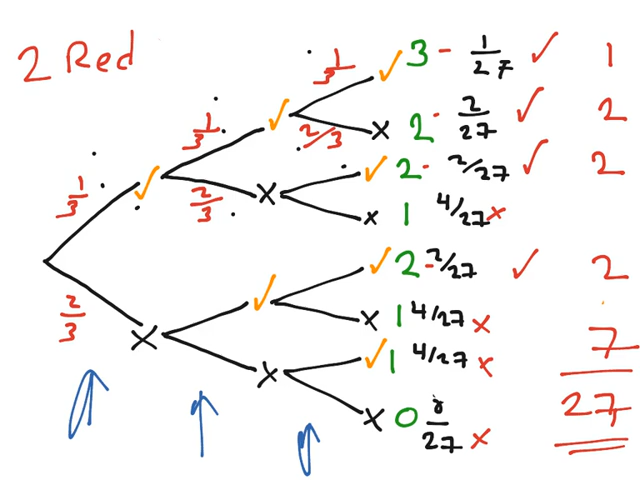 2 Red
1/3 ✓ 3 - 1/27 ✓ 1
1/3 ✓ 2/3 x 2 - 2/27 ✓ 2
1/3 ✓ 2/3 x ✓ 2 - 2/27 ✓ 2
x 1 4/27 x
✓ 2 - 2/27 ✓ 2
2/3 x ✓ x 1 4/27 x 7
x ✓ 1 4/27 x
x 0 8/27 x 27